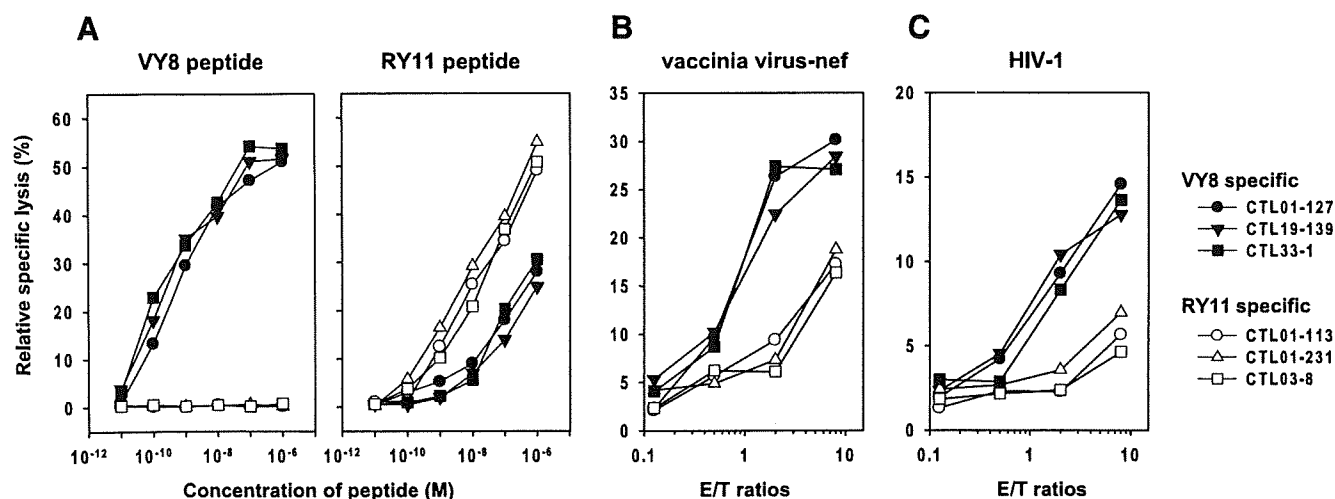 A
VY8 peptide
RY11 peptide
B
vaccinia virus-nef
C
HIV-1
Relative specific lysis (%)
60
50
40
30
20
10
0
10-12
10-10
10-8
10-6
10-12
10-10
10-8
10-6
Concentration of peptide (M)
35
30
25
20
15
10
5
0
0.1
1
10
E/T ratios
20
15
10
5
0
0.1
1
10
E/T ratios
VY8 specific
CTL01-127
CTL19-139
CTL33-1
RY11 specific
CTL01-113
CTL01-231
CTL03-8